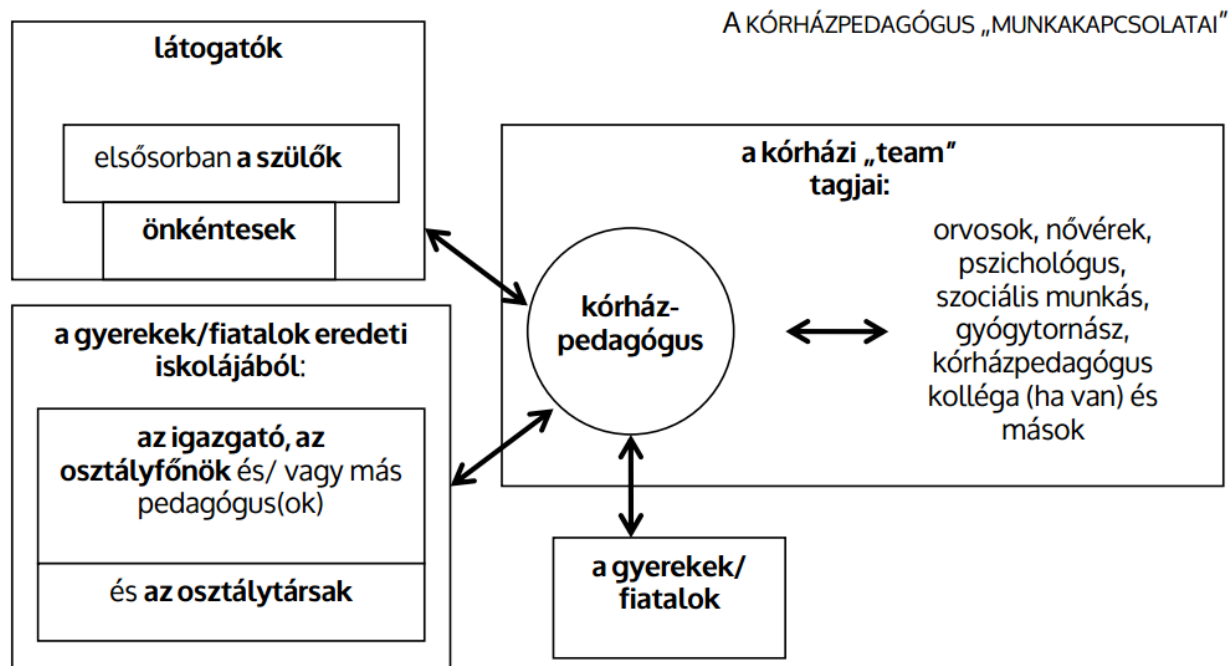 A KÓRHÁZPEDAGÓGUS „MUNKAKAPCSOLATAI”
látogatók
elsősorban a szülők
önkéntesek
a gyerekek/fiatalok eredeti
iskolájából:
az igazgató, az
osztályfőnök és/ vagy más
pedagógus(ok)
és az osztálytársak
kórház-
pedagógus
a kórházi „team”
tagjai:
orvosok, nővérek,
pszichológus,
szociális munkás,
gyógytornász,
kórházpedagógus
kolléga (ha van) és
mások
a gyerekek/
fiatalok